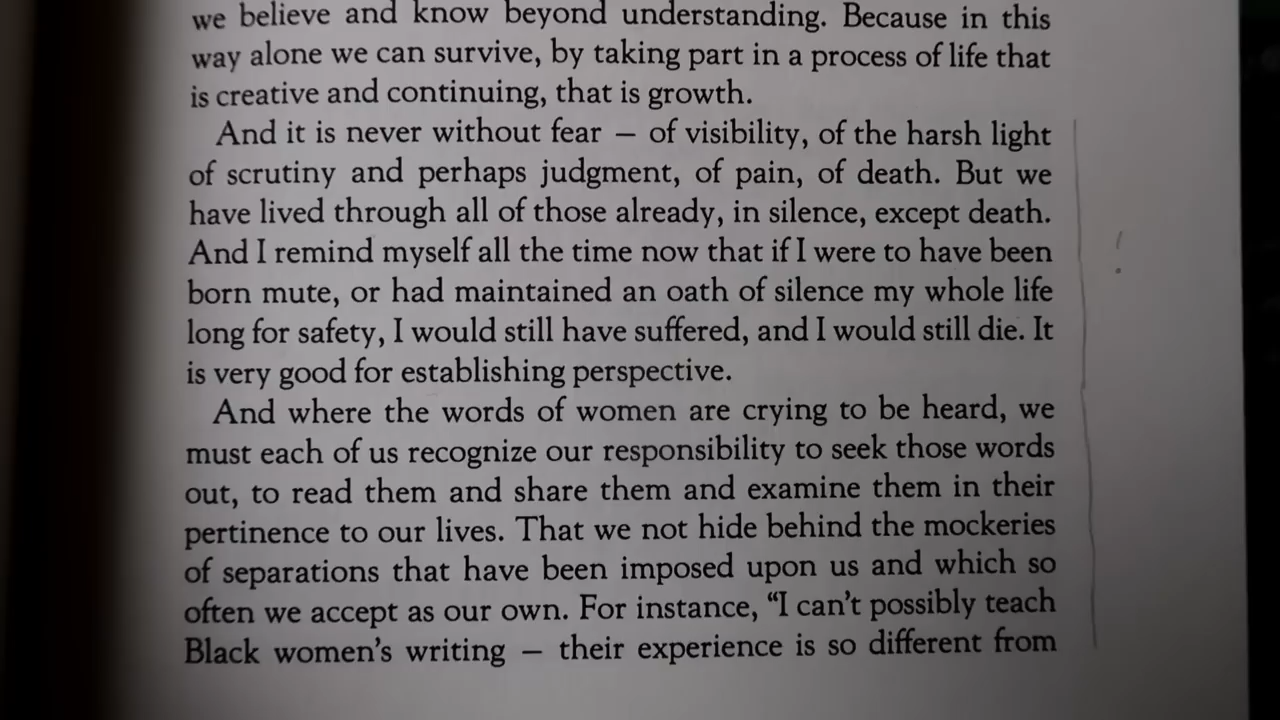 we believe and know beyond understanding. Because in this
way alone we can survive, by taking part in a process of life that
is creative and continuing, that is growth.
And it is never without fear — of visibility, of the harsh light
of scrutiny and perhaps judgment, of pain, of death. But we
have lived through all of those already, in silence, except death.
And I remind myself all the time now that if I were to have been
born mute, or had maintained an oath of silence my whole life
long for safety, I would still have suffered, and I would still die. It
is very good for establishing perspective.
And where the words of women are crying to be heard, we
must each of us recognize our responsibility to seek those words
out, to read them and share them and examine them in their
pertinence to our lives. That we not hide behind the mockeries
of separations that have been imposed upon us and which so
often we accept as our own. For instance, “I can’t possibly teach
Black women’s writing — their experience is so different from
!